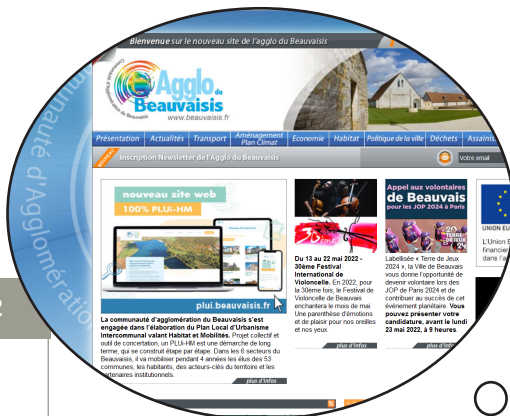 Bienvenue sur le nouveau site de l'agglo du Beauvaisis
Communauté d'Agglomération du Beauvaisis
Agglo du
Beauvaisis
www.beauvaisis.fr
Présentation
Actualités
Transport
Aménagement
Plan Climat
Economie
Habitat
Politique de la ville
Déchets
Assainis
NOUVEAU
Inscription Newsletter de l'Agglo du Beauvaisis
Votre email
munauté d'Agglomération
nouveau site web
100% PLUi-HM
plui.beauvaisis.fr
La communauté d'agglomération du Beauvaisis s'est
engagée dans l'élaboration du Plan Local d'Urbanisme
Intercommunal valant Habitat et Mobilités. Projet collectif et
outil de concertation, un PLUi-HM est une démarche de long
terme, qui se construit étape par étape. Dans les 6 secteurs du
Beauvaisis, il va mobiliser pendant 4 années les élus des 53
communes, les habitants, des acteurs-clés du territoire et les
partenaires institutionnels.
plus d'infos
30ème
Du 13 au 22 mai 2022 -
30ème Festival
International de
Violoncelle. En 2022, pour
la 30ème fois, le Festival de
Violoncelle de Beauvais
enchantera le mois de mai.
Une parenthèse d'émotions
et de plaisir pour nos oreilles
et nos yeux.
plus d'infos
Appel aux volontaires
de Beauvais
pour les JOP 2024 à Paris
TERRE
DE JEUX
2024
Labellisée « Terre de Jeux
2024 », la Ville de Beauvais
vous donne l'opportunité de
devenir volontaire lors des
JOP de Paris 2024 et de
contribuer au succès de cet
événement planétaire. Vous
pouvez présenter votre
candidature, avant le lundi
23 mai 2022, à 9 heures.
plus d'infos
UNION EU
L'Union E
financier
dans l'a
2